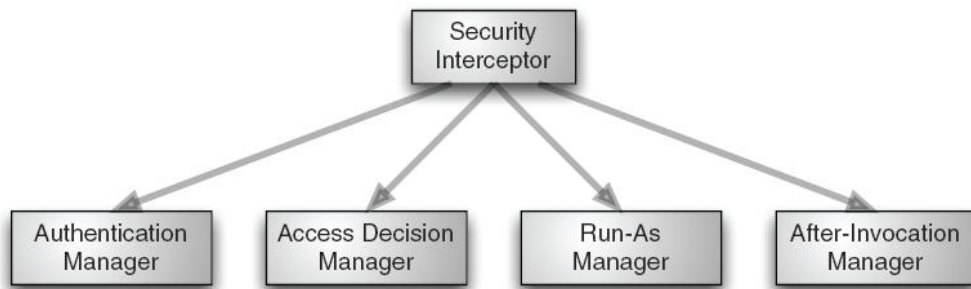 Security
Interceptor
Authentication
Manager
Access Decision
Manager
Run-As
Manager
After-Invocation
Manager